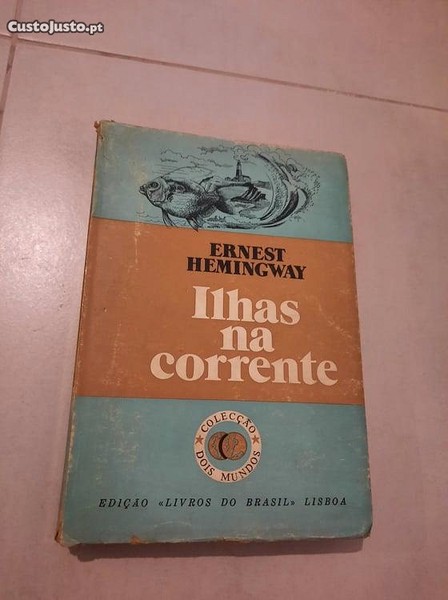 CustoJusto.pt
ERNEST
HEMINGWAY
Ilhas
na
corrente
COLECÇÃO
DOIS MUNDOS
EDIÇÃO «LIVROS DO BRASIL» LISBOA